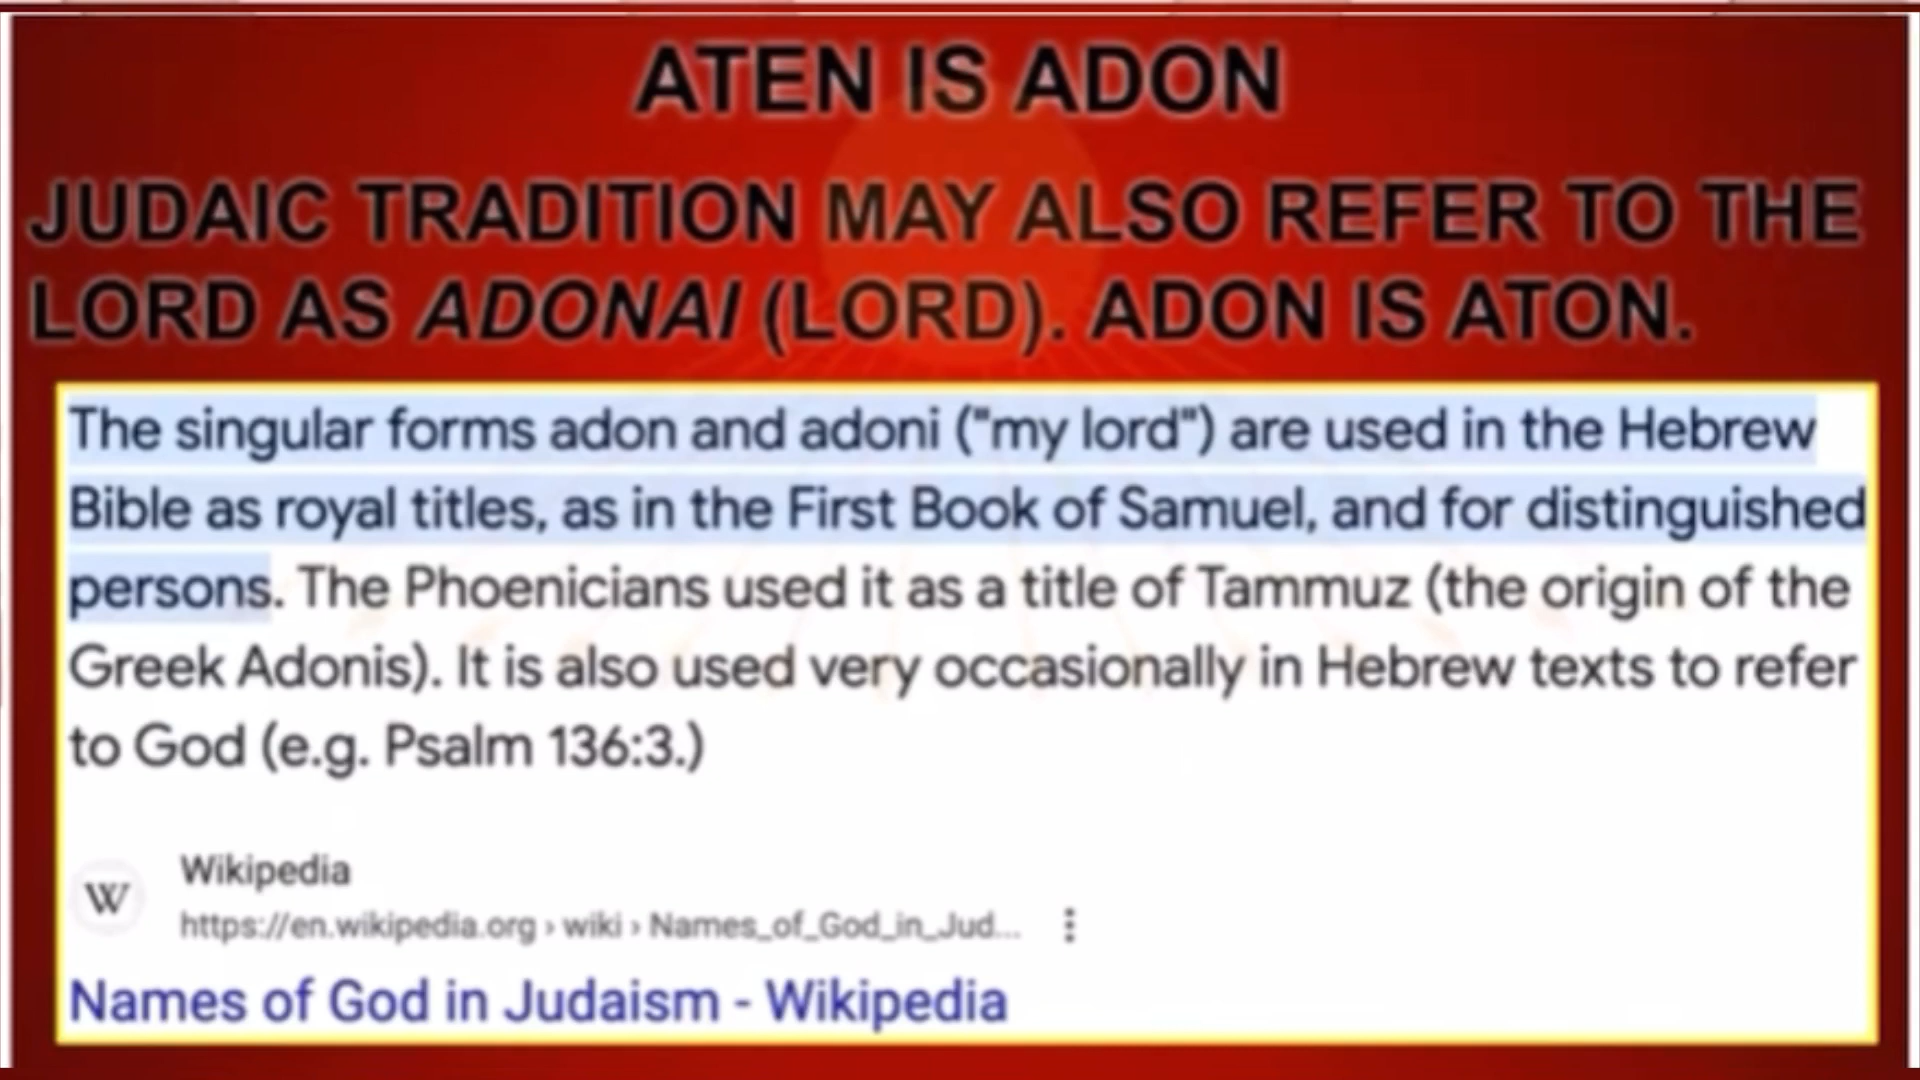 ATEN IS ADON
JUDAIC TRADITION MAY ALSO REFER TO THE
LORD AS ADONAI (LORD). ADON IS ATON.
The singular forms adon and adoni ("my lord") are used in the Hebrew
Bible as royal titles, as in the First Book of Samuel, and for distinguished
persons. The Phoenicians used it as a title of Tammuz (the origin of the
Greek Adonis). It is also used very occasionally in Hebrew texts to refer
to God (e.g. Psalm 136:3.)
W
Wikipedia
https://en.wikipedia.org › wiki › Names_of_God_in_Jud...
Names of God in Judaism - Wikipedia